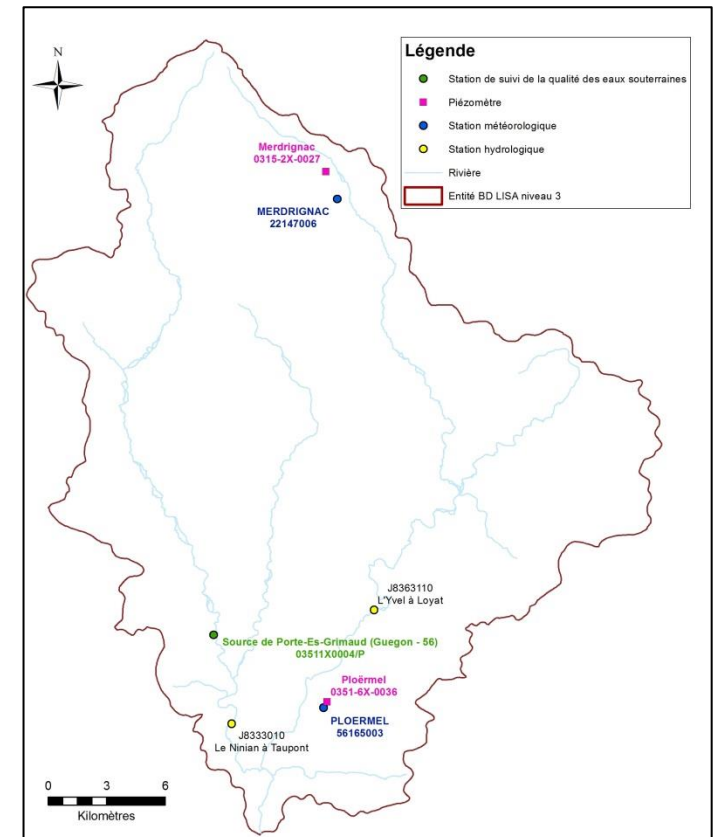 N
Légende
Station de suivi de la qualité des eaux souterraines
Piézomètre
Station météorologique
Station hydrologique
Rivière
Entité BD LISA niveau 3
Merdrignac
0315-2X-0027
MERDRIGNAC
22147006
J8363110
L'Yvel à Loyat
Source de Porte-Es-Grimaud (Guegon - 56)
03511X0004/P
Ploërmel
0351-6X-0036
PLOERMEL
56165003
J8333010
Le Ninian à Taupont
0 3 6
Kilomètres